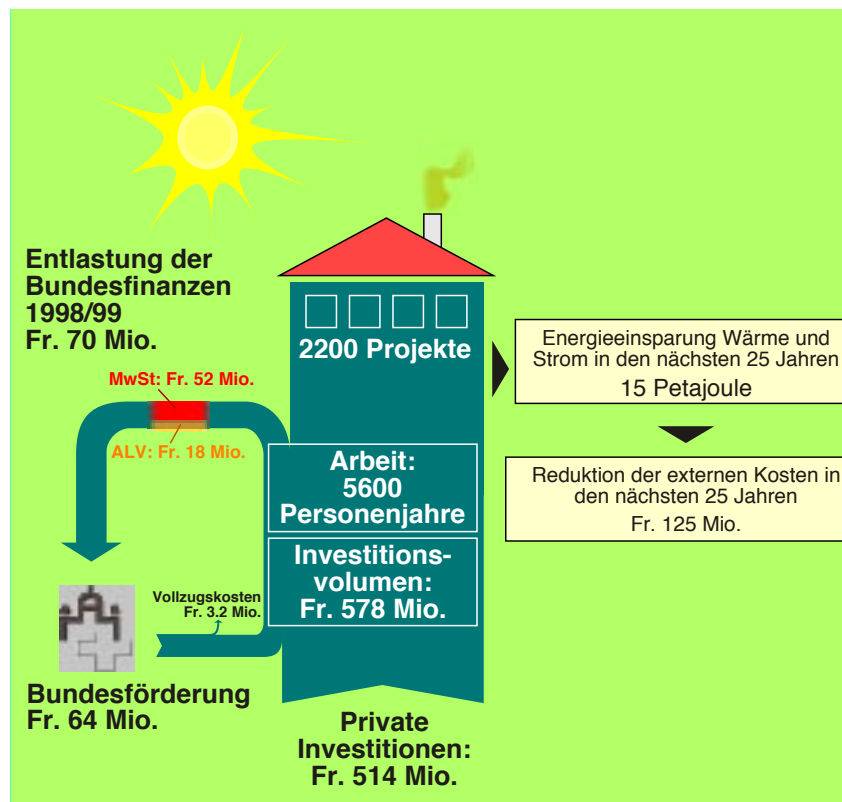 Entlastung der
Bundesfinanzen
1998/99
Fr. 70 Mio.
MwSt: Fr. 52 Mio.
ALV: Fr. 18 Mio.
2200 Projekte
Arbeit:
5600
Personenjahre
Investitions-
volumen:
Fr. 578 Mio.
Energieeinsparung Wärme und
Strom in den nächsten 25 Jahren
15 Petajoule
Reduktion der externen Kosten in
den nächsten 25 Jahren
Fr. 125 Mio.
Vollzugskosten
Fr. 3.2 Mio.
Bundesförderung
Fr. 64 Mio.
Private
Investitionen:
Fr. 514 Mio.